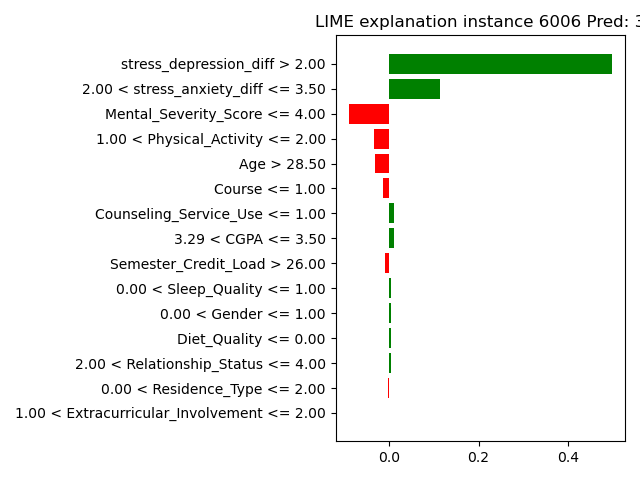 LIME explanation instance 6006 Pred: 3
stress_depression_diff > 2.00
2.00 < stress_anxiety_diff <= 3.50
Mental_Severity_Score <= 4.00
1.00 < Physical_Activity <= 2.00
Age > 28.50
Course <= 1.00
Counseling_Service_Use <= 1.00
3.29 < CGPA <= 3.50
Semester_Credit_Load > 26.00
0.00 < Sleep_Quality <= 1.00
0.00 < Gender <= 1.00
Diet_Quality <= 0.00
2.00 < Relationship_Status <= 4.00
0.00 < Residence_Type <= 2.00
1.00 < Extracurricular_Involvement <= 2.00
0.0 0.2 0.4